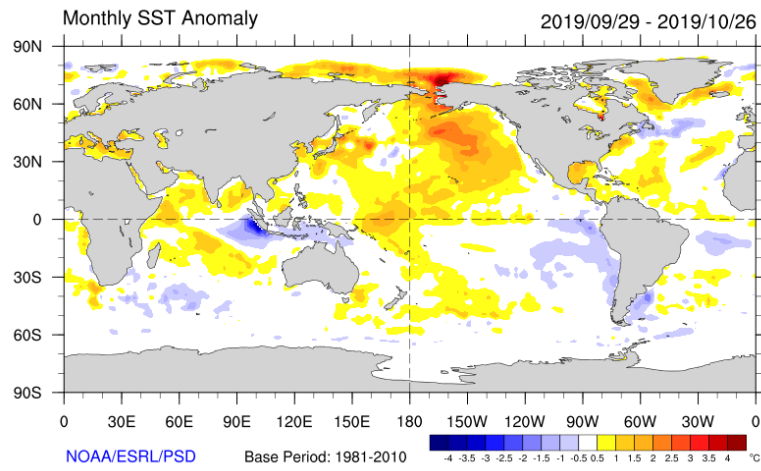 Monthly SST Anomaly
2019/09/29 - 2019/10/26
90N
60N
30N
0
30S
60S
90S
0 30E 60E 90E 120E 150E 180 150W 120W 90W 60W 30W 0
NOAA/ESRL/PSD
Base Period: 1981-2010
-4 -3.5 -3 -2.5 -2 -1.5 -1 -0.5 0.5 1 1.5 2 2.5 3 3.5 4 °C